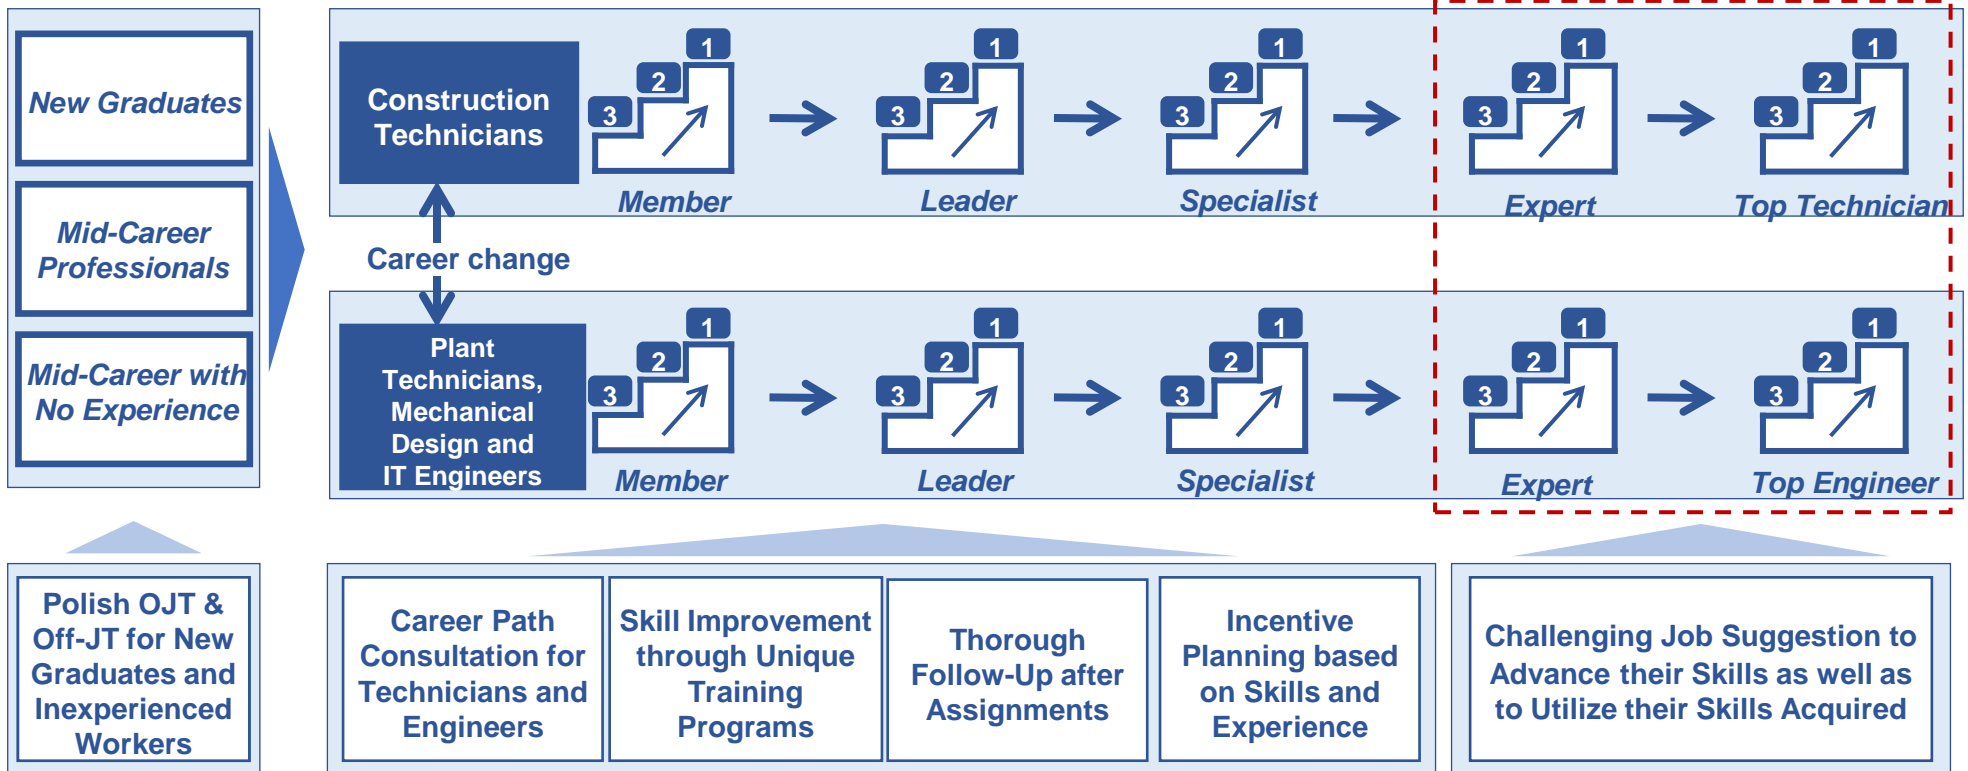 New Graduates
Mid-Career
Professionals
Mid-Career with
No Experience
Construction
Technicians
3
2
1
Member
3
2
1
Leader
3
2
1
Specialist
3
2
1
Expert
3
2
1
Top Technician
Career change
Plant
Technicians,
Mechanical
Design and
IT Engineers
3
2
1
Member
3
2
1
Leader
3
2
1
Specialist
3
2
1
Expert
3
2
1
Top Engineer
Polish OJT &
Off-JT for New
Graduates and
Inexperienced
Workers
Career Path
Consultation for
Technicians and
Engineers
Skill Improvement
through Unique
Training
Programs
Thorough
Follow-Up after
Assignments
Incentive
Planning based
on Skills and
Experience
Challenging Job Suggestion to
Advance their Skills as well as
to Utilize their Skills Acquired